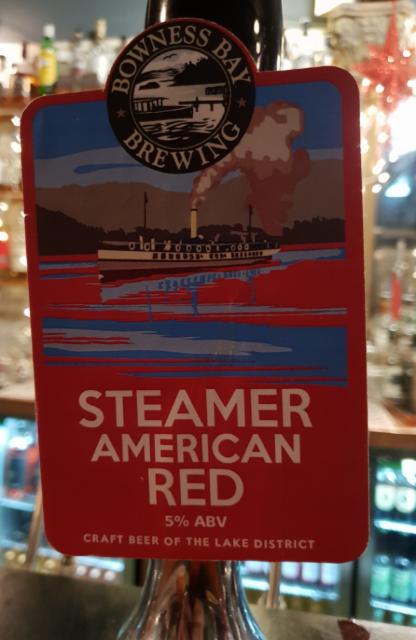 BOWNESS BAY
BREWING
STEAMER
AMERICAN
RED
5% ABV
CRAFT BEER OF THE LAKE DISTRICT